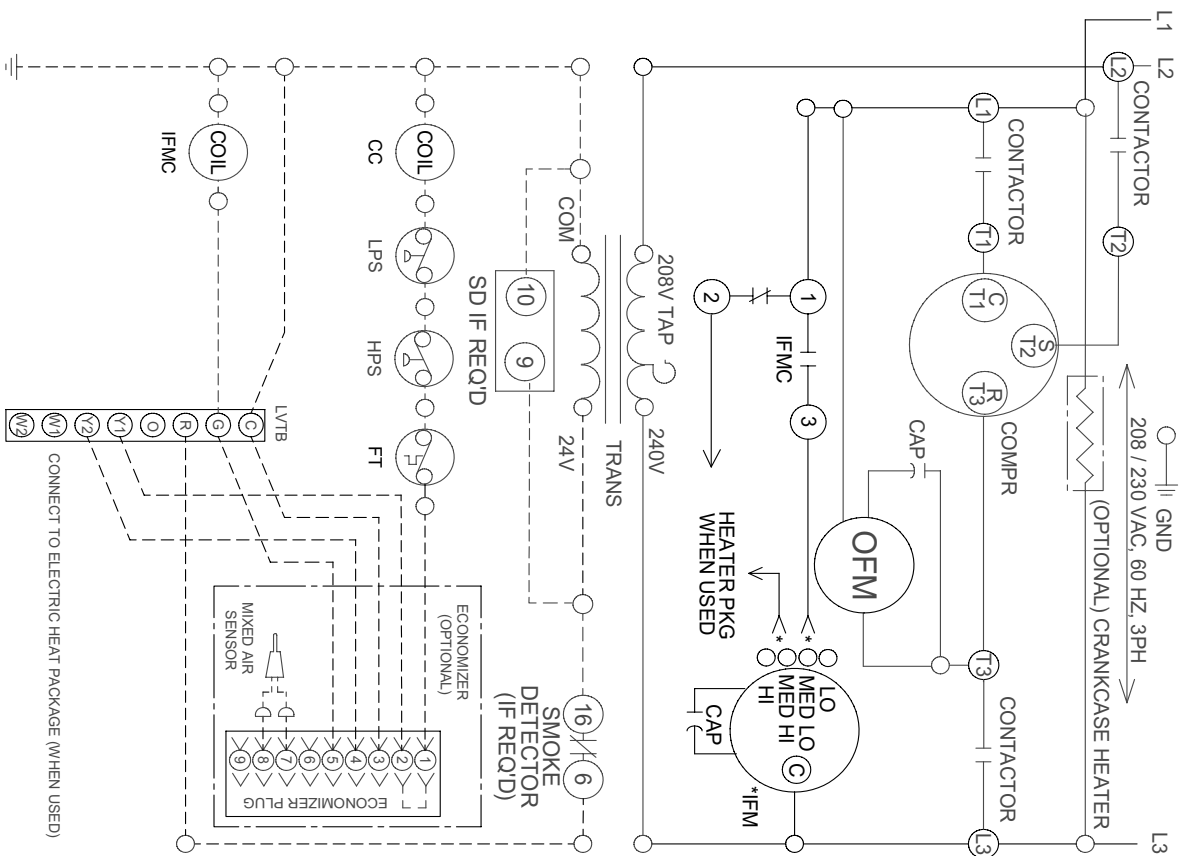 L1
L2
L3
GND
208 / 230 VAC, 60 HZ, 3PH
(OPTIONAL) CRANKCASE HEATER
L2
CONTACTOR
T2
L1
CONTACTOR
T1
C
T1
S
T2
R
T3
COMPR
T3
CONTACTOR
L3
CAP
OFM
1
IFMC
3
2
HEATER PKG
WHEN USED
*
*
LO
MED LO
MED HI
HI
C
*IFM
CAP
208V TAP
240V
TRANS
COM
24V
10
9
SD IF REQ'D
16
6
SMOKE
DETECTOR
(IF REQ'D)
COIL
CC
LPS
HPS
FT
COIL
IFMC
LVTB
C
G
R
O
Y1
Y2
W1
W2
CONNECT TO ELECTRIC HEAT PACKAGE (WHEN USED)
ECONOMIZER
(OPTIONAL)
MIXED AIR
SENSOR
1
2
3
4
5
6
7
8
9
ECONOMIZER PLUG